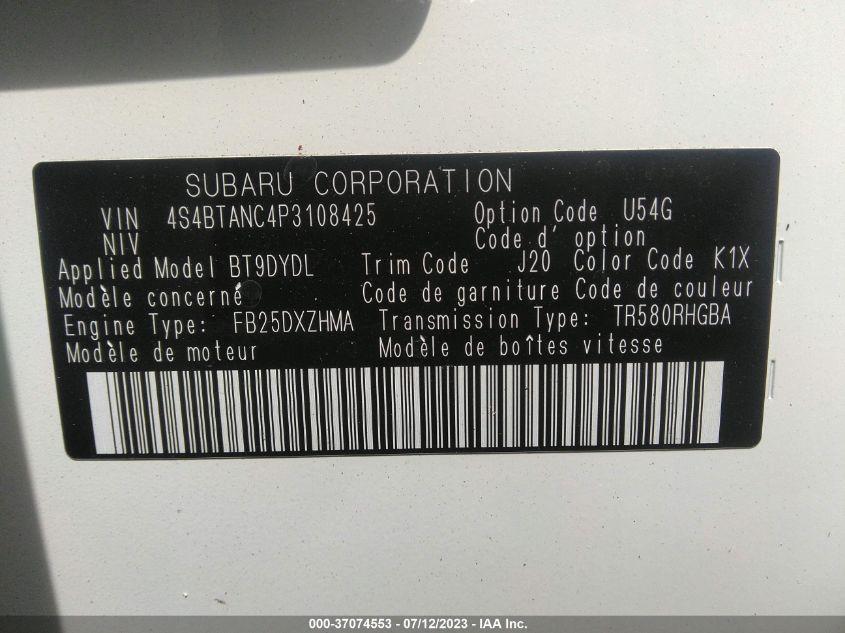 SUBARU CORPORATION
VIN 4S4BTANC4P3108425 Option Code U54G
NIV Code d' option
Applied Model BT9DYDL Trim Code J20 Color Code K1X
Modèle concerné Code de garniture Code de couleur
Engine Type: FB25DXZHMA Transmission Type: TR580RHGBA
Modèle de moteur Modèle de boîtes vitesse
000-37074553 - 07/12/2023 - IAA Inc.